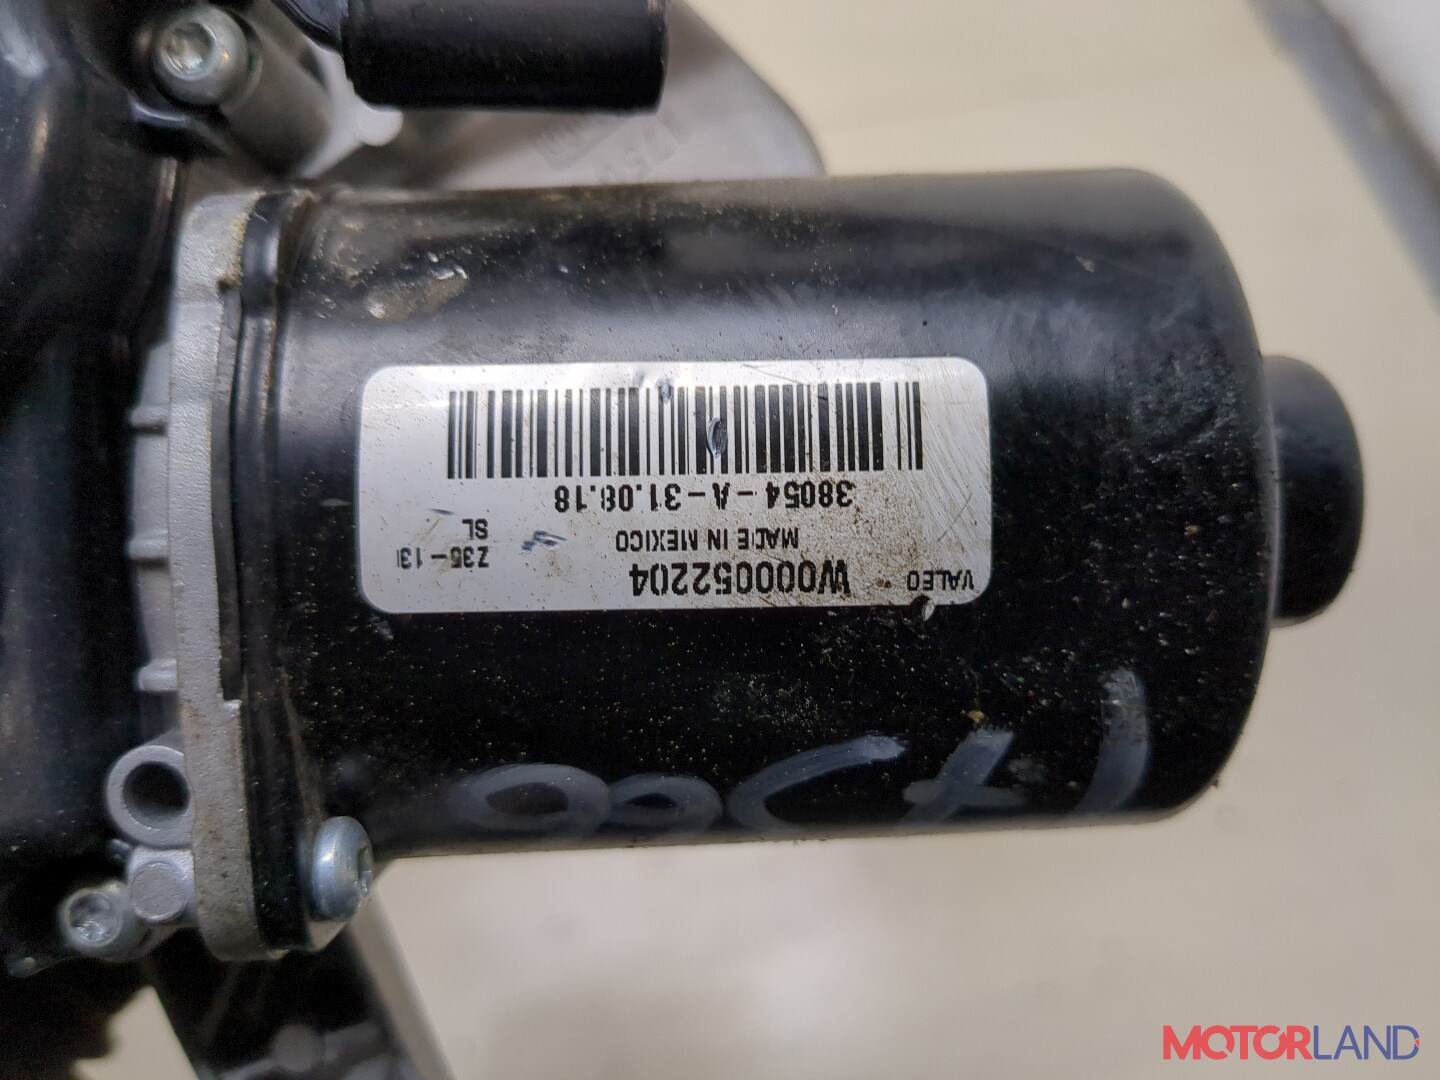 VALEO W000052204
MADE IN MEXICO
Z35-13
SL
38054-A-31.08.18
MOTORLAND